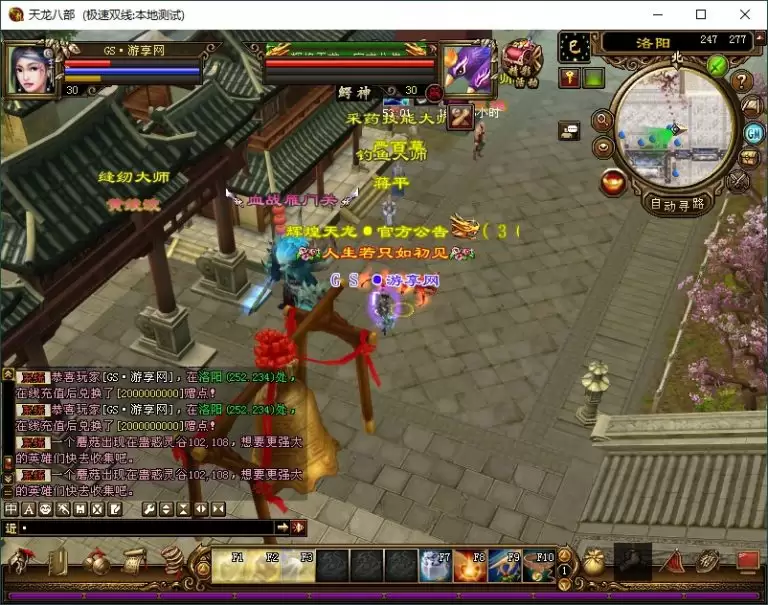 天龙八部 (极速双线:本地测试)
GS·游享网
30
鳄神
30
洛阳
247 277
北
GM
自动寻路
采药技能大师
钓鱼大师
蒋平
缝纫大师
血战雁门关
辉煌天龙●官方公告
人生若只如初见
GS●游享网
恭喜玩家[GS·游享网]，在洛阳(252,234)处，
在线充值后兑换了[2000000000]赠点！
恭喜玩家[GS·游享网]，在洛阳(252,234)处，
在线充值后兑换了[2000000000]赠点！
一个蘑菇出现在蛊惑灵谷102,108，想要更强大
的英雄们快去收集吧。
一个蘑菇出现在蛊惑灵谷102,108，想要更强大
的英雄们快去收集吧。
中 A
近
F1 F2 F3 F7 F8 F9 F10
1